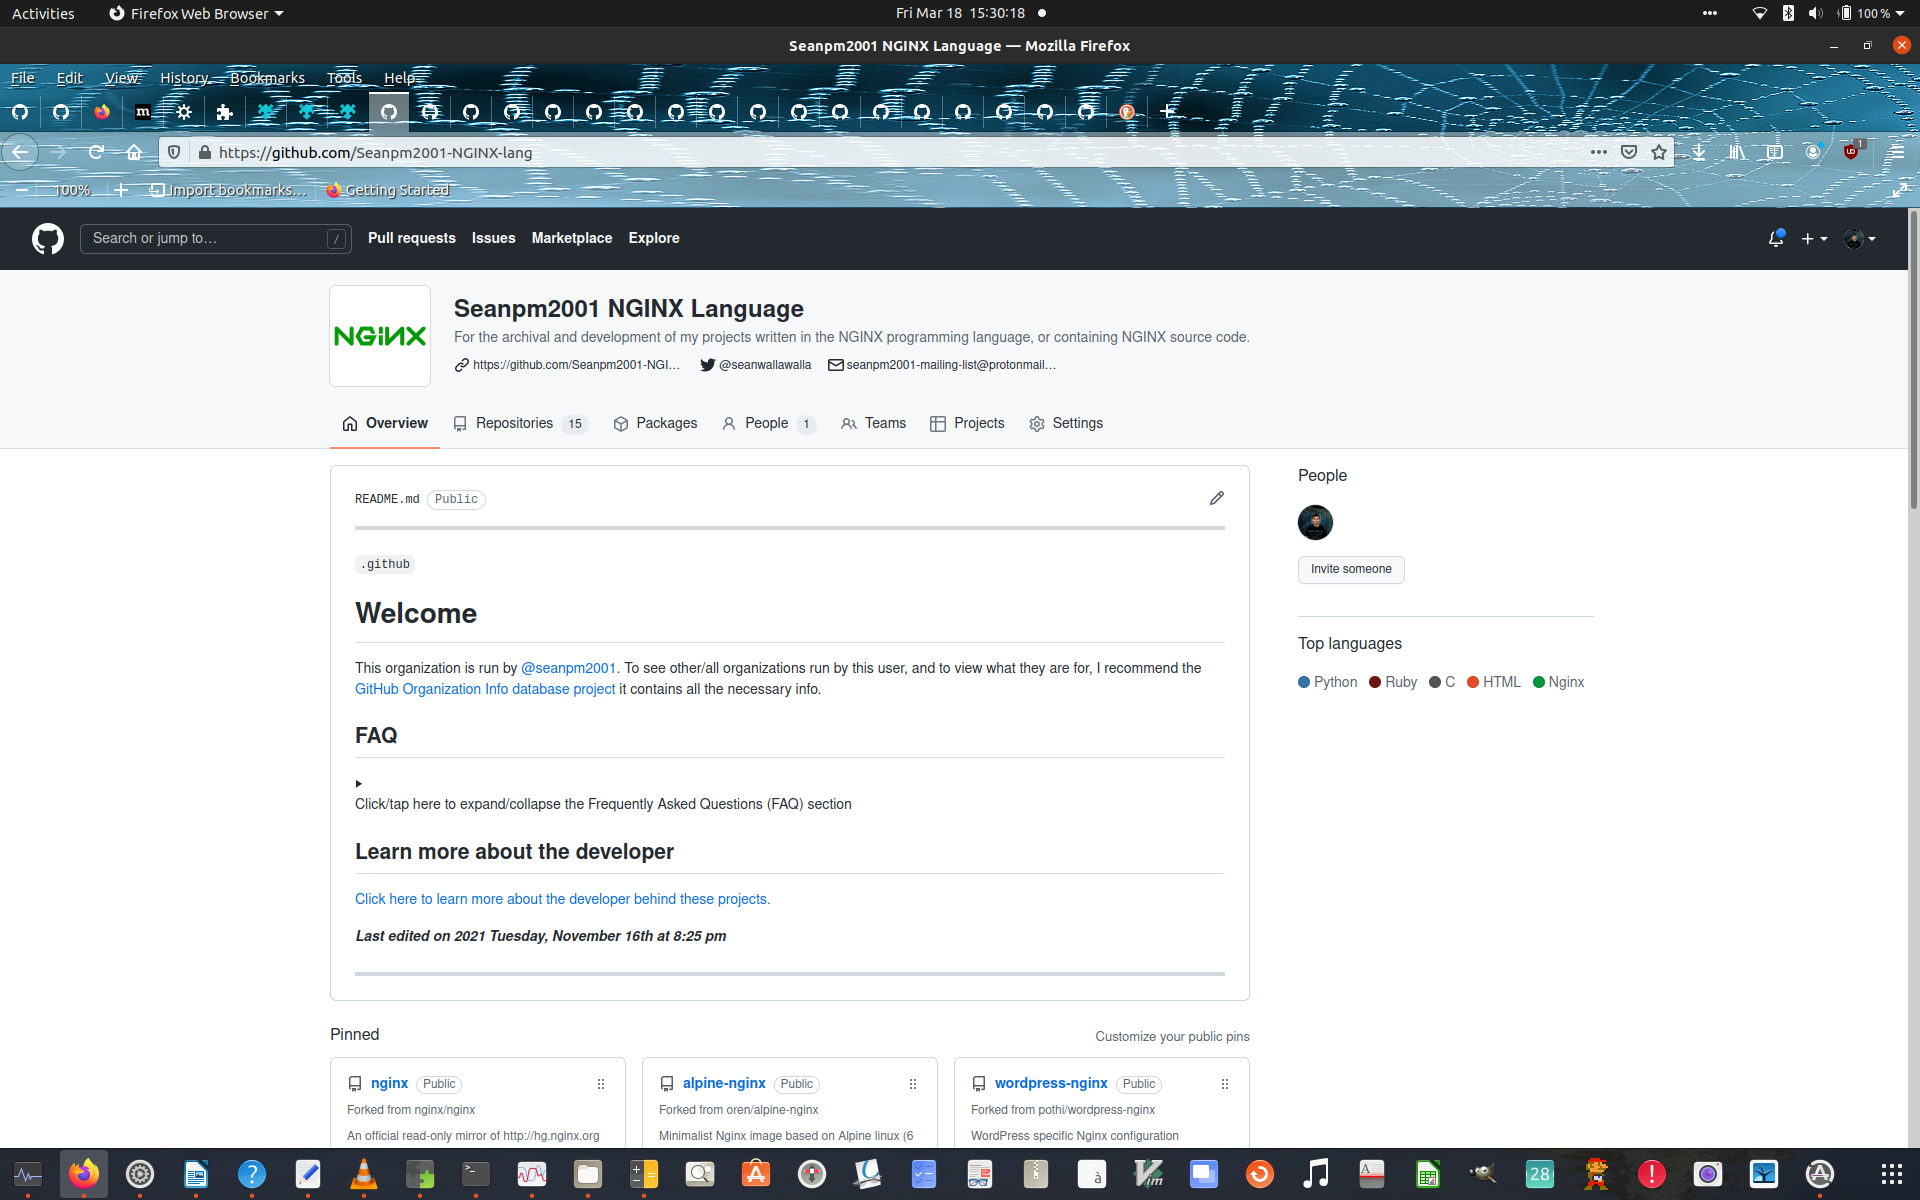 Activities
Firefox Web Browser
Fri Mar 18 15:30:18
100 %
Seanpm2001 NGINX Language — Mozilla Firefox
File Edit View History Bookmarks Tools Help
m
https://github.com/Seanpm2001-NGINX-lang
1
100%
Import bookmarks...
Getting Started
Search or jump to...
/
Pull requests
Issues
Marketplace
Explore
NGINX
Seanpm2001 NGINX Language
For the archival and development of my projects written in the NGINX programming language, or containing NGINX source code.
https://github.com/Seanpm2001-NGI...
@seanwallawalla
seanpm2001-mailing-list@protonmail...
Overview
Repositories 15
Packages
People 1
Teams
Projects
Settings
README.md Public
.github
Welcome
This organization is run by @seanpm2001. To see other/all organizations run by this user, and to view what they are for, I recommend the
GitHub Organization Info database project it contains all the necessary info.
FAQ
Click/tap here to expand/collapse the Frequently Asked Questions (FAQ) section
Learn more about the developer
Click here to learn more about the developer behind these projects.
Last edited on 2021 Tuesday, November 16th at 8:25 pm
People
Invite someone
Top languages
Python Ruby C HTML Nginx
Pinned
Customize your public pins
nginx Public
Forked from nginx/nginx
An official read-only mirror of http://hg.nginx.org
alpine-nginx Public
Forked from oren/alpine-nginx
Minimalist Nginx image based on Alpine linux (6
wordpress-nginx Public
Forked from pothi/wordpress-nginx
WordPress specific Nginx configuration
?
>_
à
Vim
A
28
!